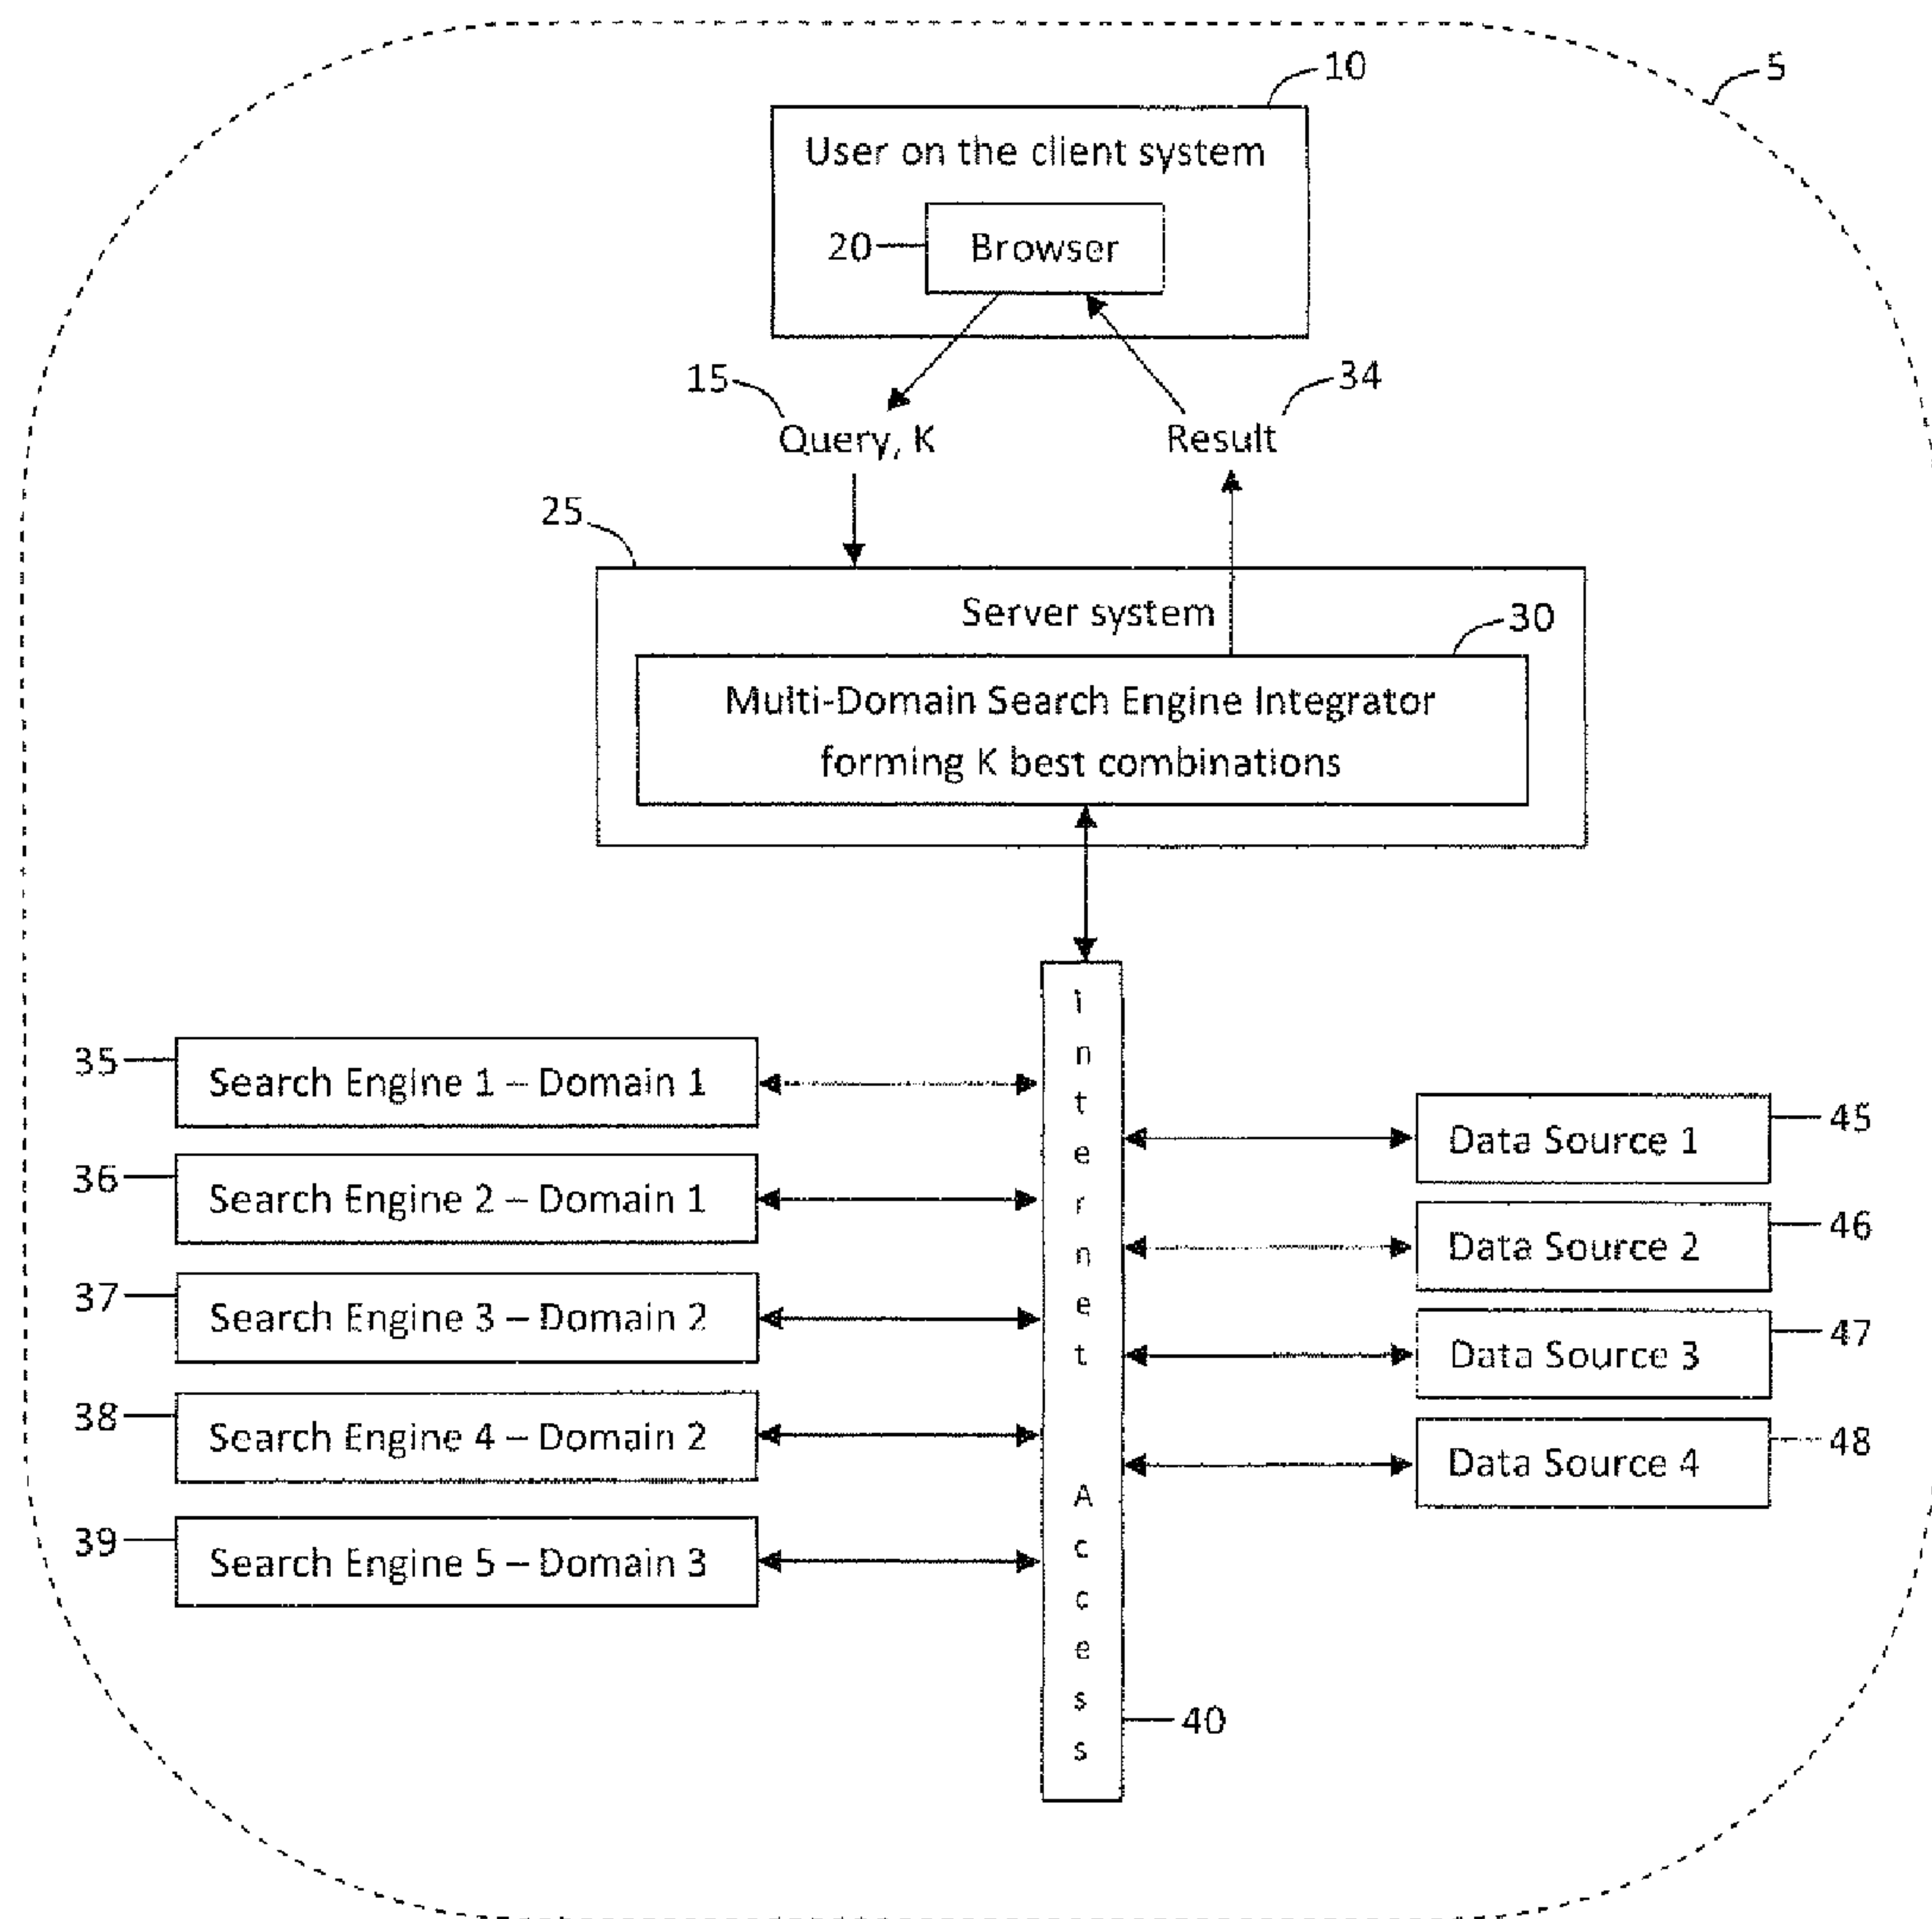 10
5
User on the client system
20
Browser
15
34
Query, K
Result
25
Server system
30
Multi-Domain Search Engine Integrator
forming K best combinations
Internet Access
35
Search Engine 1 – Domain 1
36
Search Engine 2 – Domain 1
37
Search Engine 3 – Domain 2
38
Search Engine 4 – Domain 2
39
Search Engine 5 – Domain 3
Data Source 1
45
Data Source 2
46
Data Source 3
47
Data Source 4
48
40